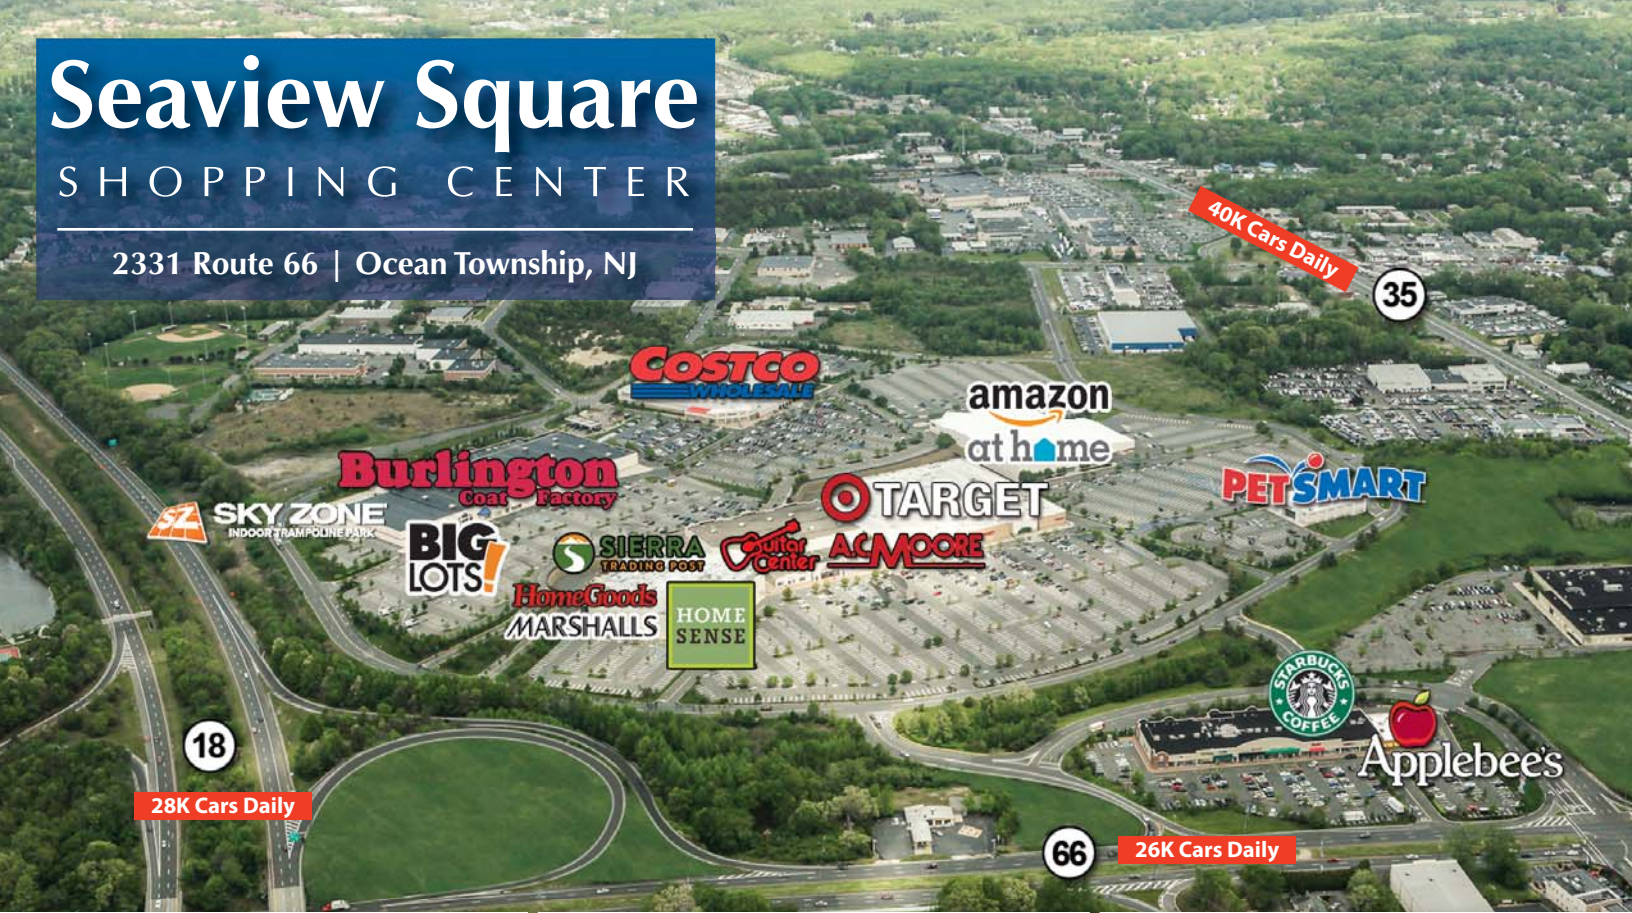 Seaview Square
SHOPPING CENTER
2331 Route 66 | Ocean Township, NJ
40K Cars Daily
35
COSTCO
WHOLESALE
amazon
at home
Burlington
Coat Factory
PETSMART
TARGET
SZ
SKY ZONE
INDOOR TRAMPOLINE PARK
BIG
LOTS!
SIERRA
TRADING POST
Guitar
Center
A.C. MOORE
HomeGoods
MARSHALLS
HOME
SENSE
STARBUCKS
COFFEE
Applebee's
18
28K Cars Daily
66
26K Cars Daily